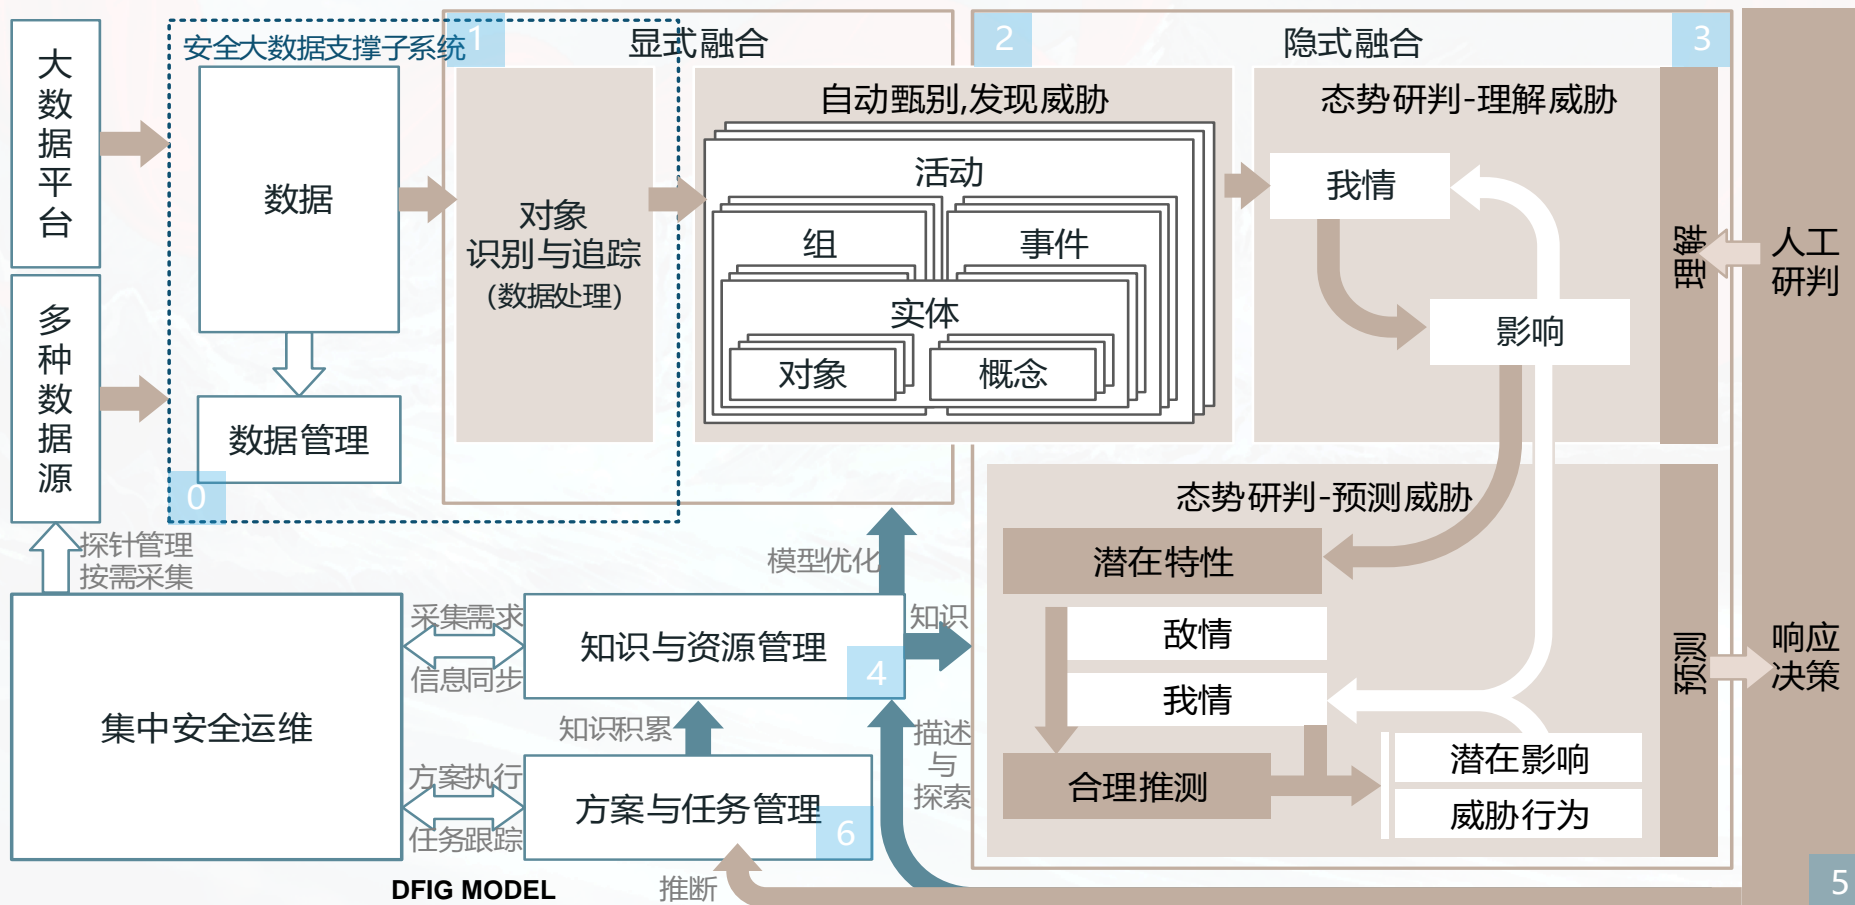 大数据平台
多种数据源
安全大数据支撑子系统
1
显式融合
2
隐式融合
3
数据
数据管理
0
对象
识别与追踪
(数据处理)
自动甄别,发现威胁
活动
组
事件
实体
对象
概念
态势研判-理解威胁
我情
影响
理解
人工
研判
态势研判-预测威胁
潜在特性
敌情
我情
合理推测
潜在影响
威胁行为
预测
响应
决策
探针管理
按需采集
模型优化
采集需求
信息同步
知识与资源管理
4
知识
集中安全运维
知识积累
描述
与
探索
方案执行
任务跟踪
方案与任务管理
6
推断
DFIG MODEL
5